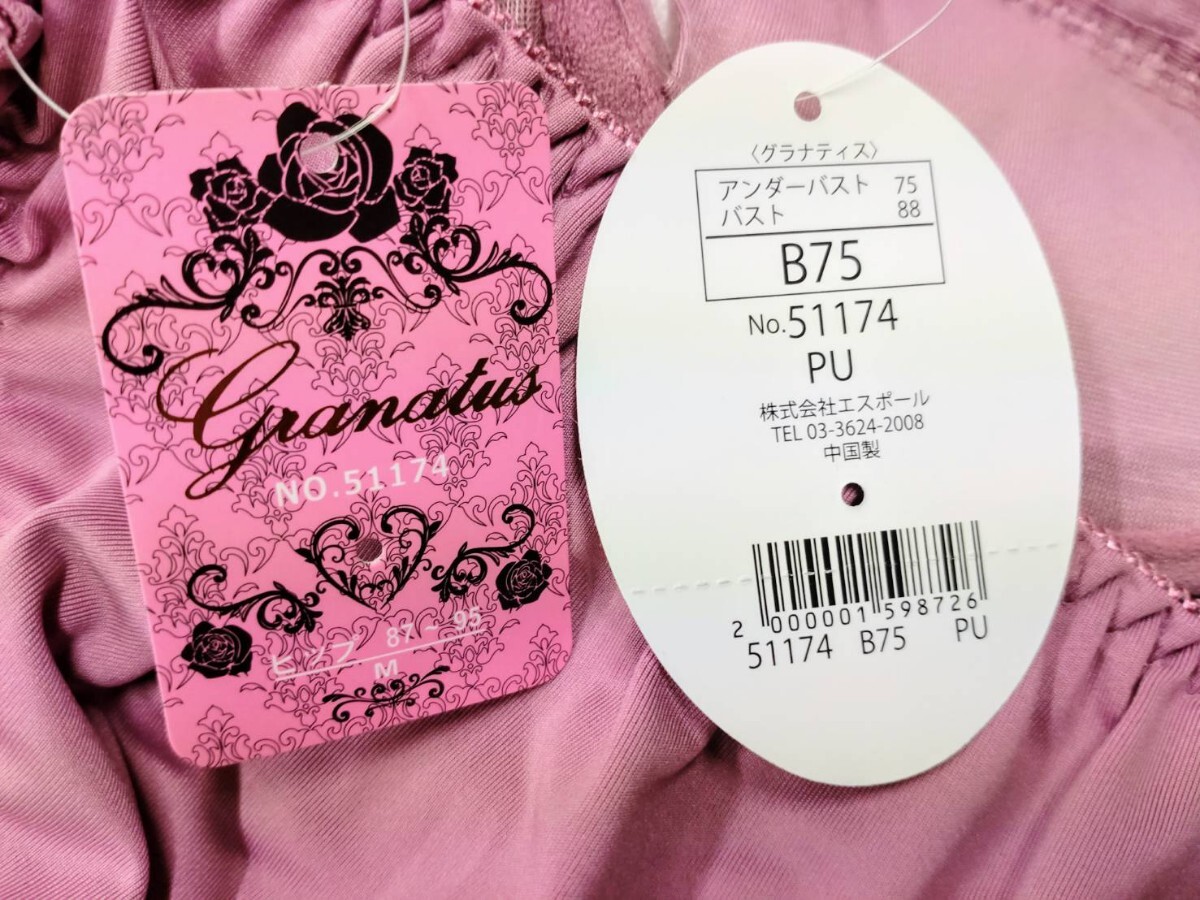 Granatus
NO.51174
ヒップ 87～95
M
〈グラナティス〉
アンダーバスト 75
バスト 88
B75
No.51174
PU
株式会社エスポール
TEL 03-3624-2008
中国製
2 000001 598726
51174 B75 PU